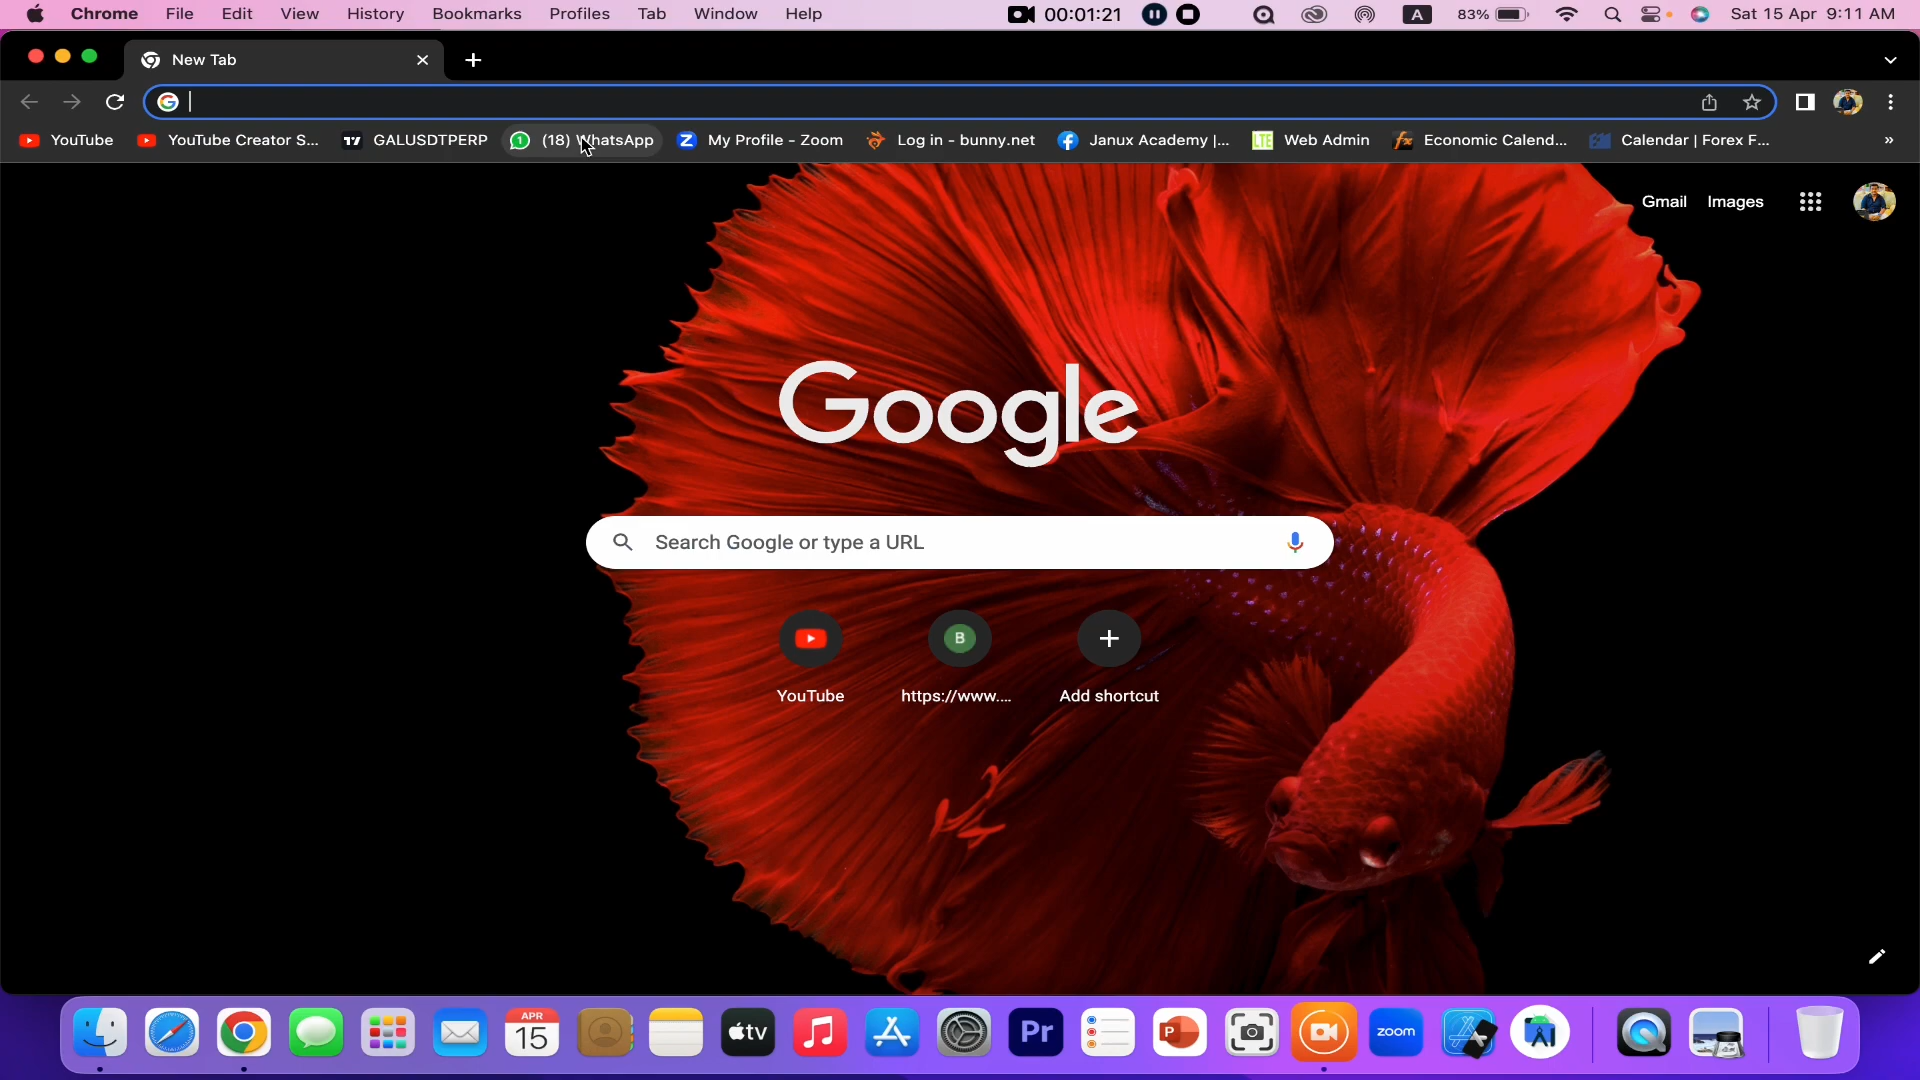 Chrome File Edit View History Bookmarks Profiles Tab Window Help 00:01:21 A 83% Sat 15 Apr 9:11 AM
New Tab
YouTube YouTube Creator S... GALUSDTPERP (18) WhatsApp My Profile - Zoom Log in - bunny.net Janux Academy |... LTE Web Admin fx Economic Calend... Calendar | Forex F... »
Gmail Images
Google
Search Google or type a URL
B
YouTube https://www.... Add shortcut
APR
15 tv Pr P zoom